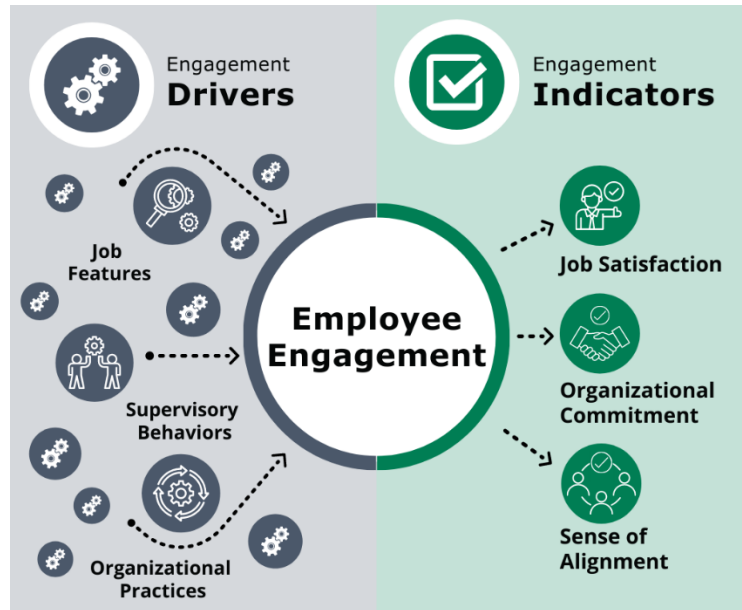 Engagement
Drivers
Engagement
Indicators
Job
Features
Supervisory
Behaviors
Organizational
Practices
Employee
Engagement
Job Satisfaction
Organizational
Commitment
Sense of
Alignment